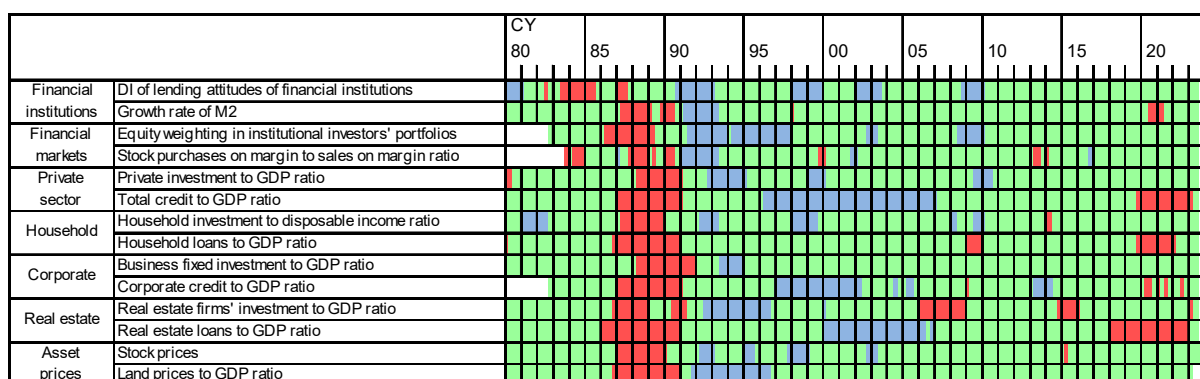 CY
80 85 90 95 00 05 10 15 20
Financial DI of lending attitudes of financial institutions
institutions Growth rate of M2
Financial Equity weighting in institutional investors' portfolios
markets Stock purchases on margin to sales on margin ratio
Private Private investment to GDP ratio
sector Total credit to GDP ratio
Household Household investment to disposable income ratio
Household loans to GDP ratio
Corporate Business fixed investment to GDP ratio
Corporate credit to GDP ratio
Real estate Real estate firms' investment to GDP ratio
Real estate loans to GDP ratio
Asset Stock prices
prices Land prices to GDP ratio